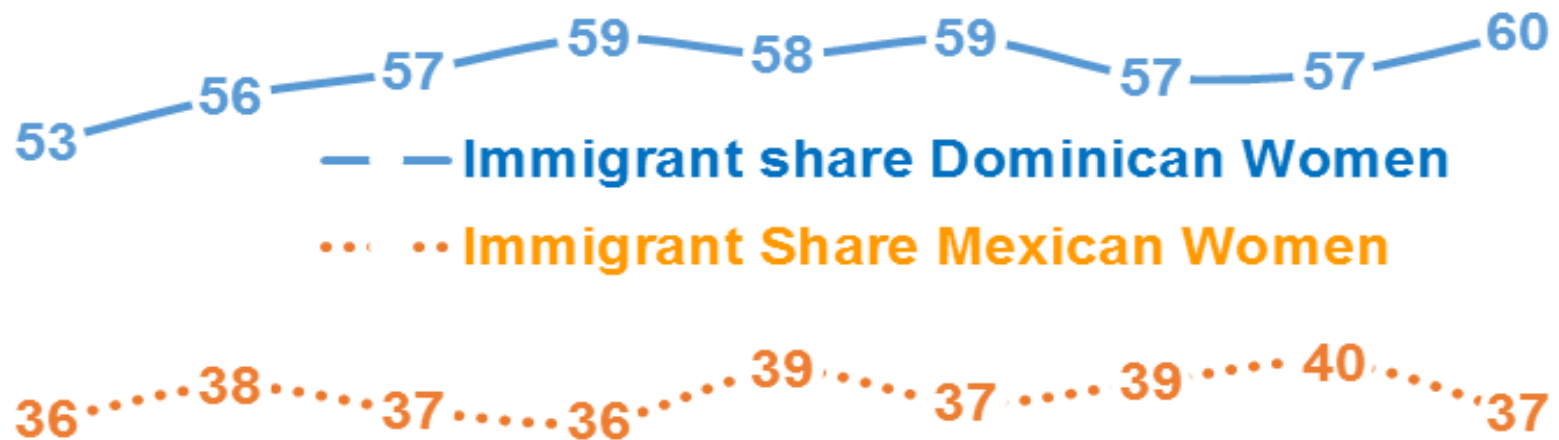 53 56 57 59 58 59 57 57 60
Immigrant share Dominican Women
Immigrant Share Mexican Women
36 38 37 36 39 37 39 40 37